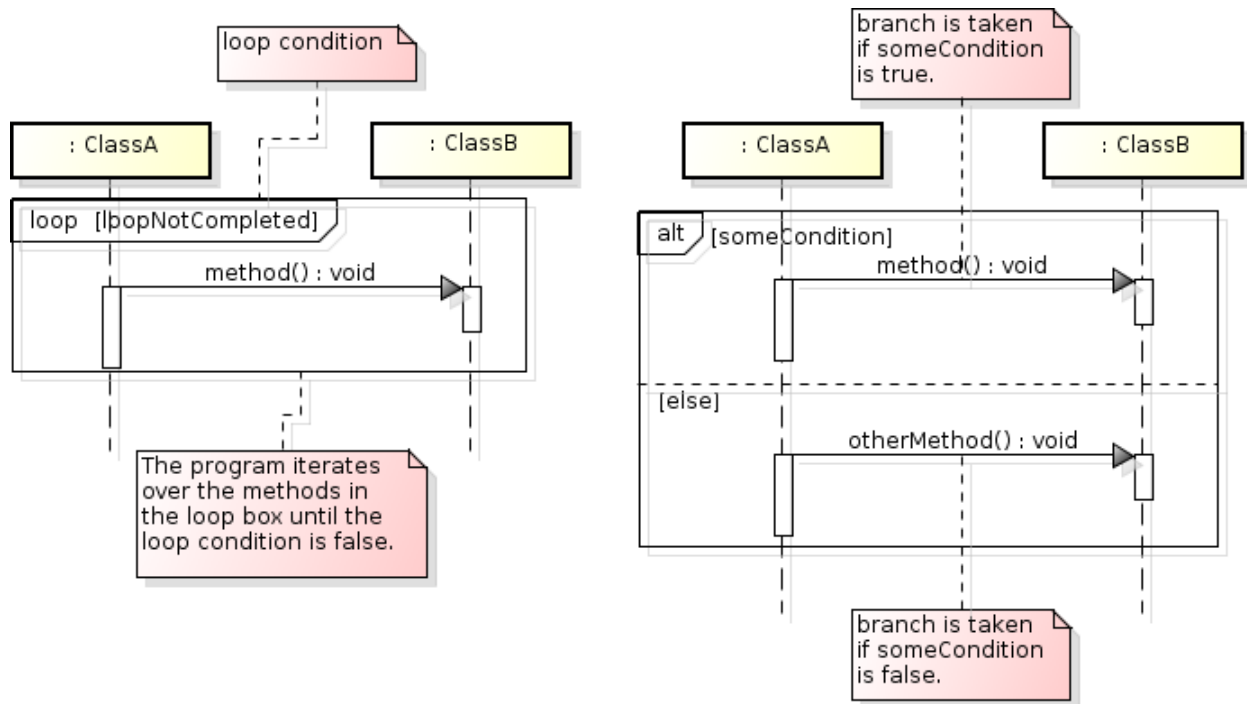 loop condition
: ClassA
: ClassB
loop [loopNotCompleted]
method() : void
The program iterates
over the methods in
the loop box until the
loop condition is false.
branch is taken
if someCondition
is true.
: ClassA
: ClassB
alt
[someCondition]
method() : void
[else]
otherMethod() : void
branch is taken
if someCondition
is false.